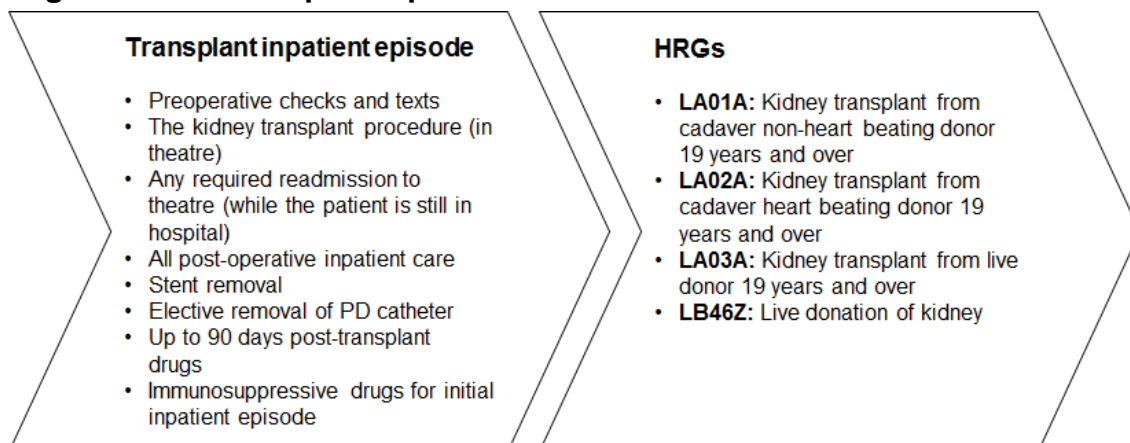 Transplant inpatient episode
• Preoperative checks and texts
• The kidney transplant procedure (in
theatre)
• Any required readmission to
theatre (while the patient is still in
hospital)
• All post-operative inpatient care
• Stent removal
• Elective removal of PD catheter
• Up to 90 days post-transplant
drugs
• Immunosuppressive drugs for initial
inpatient episode
HRGs
• LA01A: Kidney transplant from
cadaver non-heart beating donor
19 years and over
• LA02A: Kidney transplant from
cadaver heart beating donor 19
years and over
• LA03A: Kidney transplant from live
donor 19 years and over
• LB46Z: Live donation of kidney